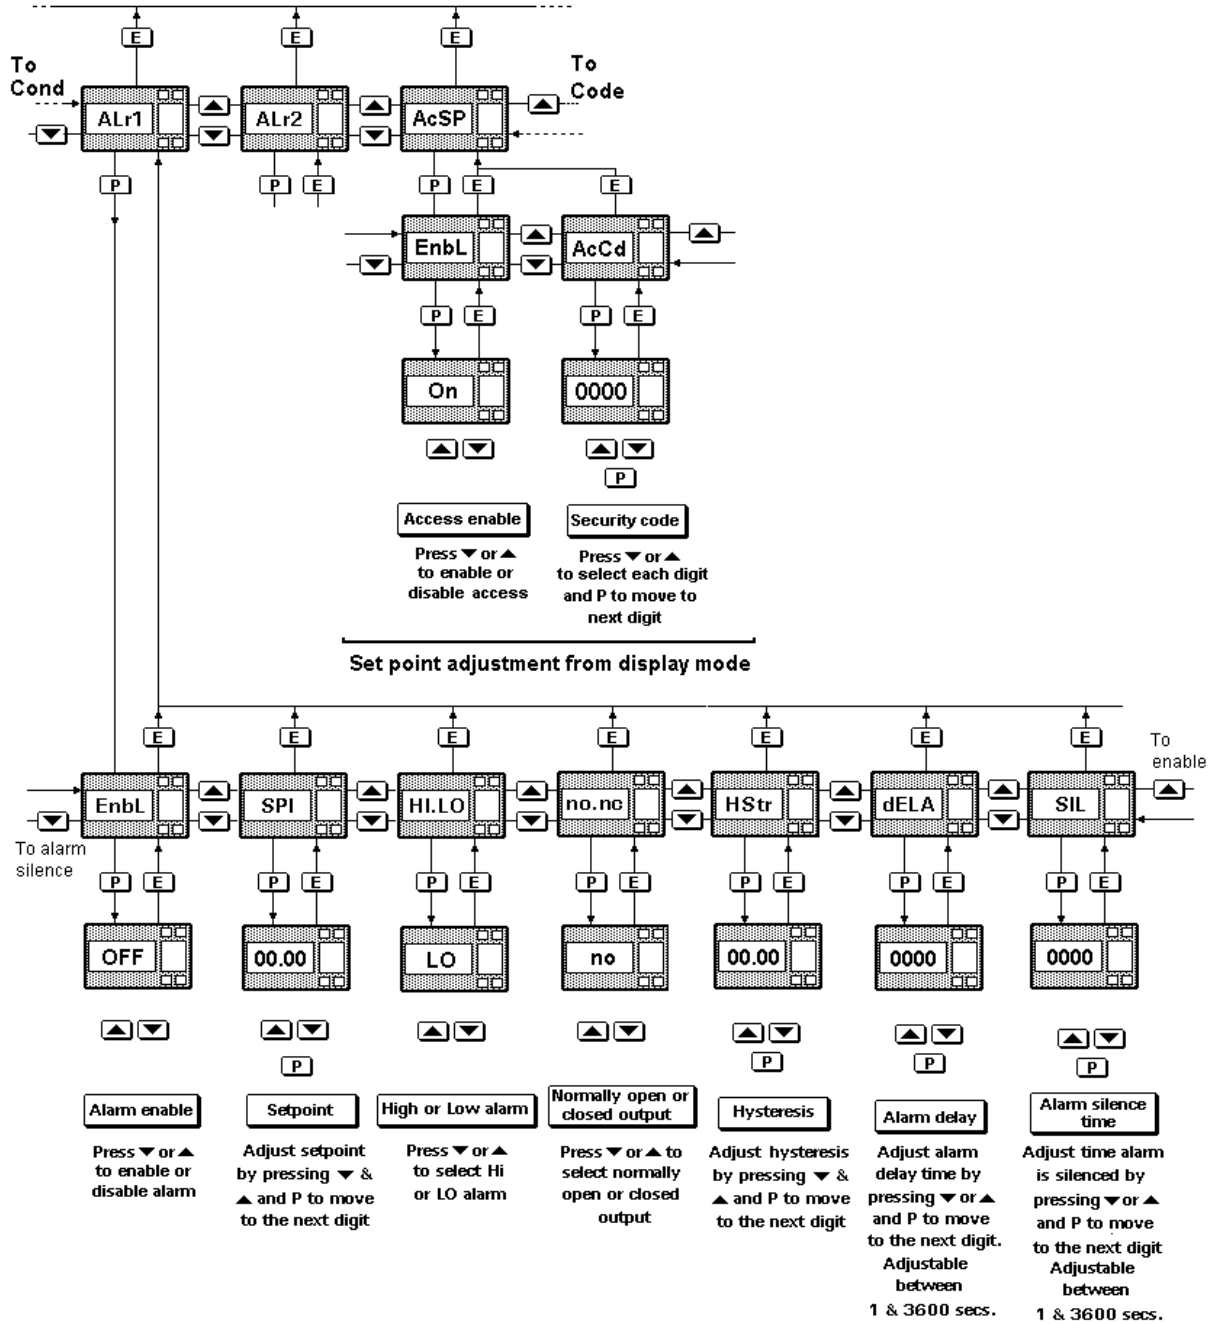 E E E
To
Cond
To
Code
ALr1 ALr2 AcSP
P P E P E E
EnbL AcCd
P E P E
On 0000
P
Access enable Security code
Press ▼ or ▲
to enable or
disable access
Press ▼ or ▲
to select each digit
and P to move to
next digit
Set point adjustment from display mode
E E E E E E E
To
enable
EnbL SPI HI.LO no.nc HStr dELA SIL
To alarm
silence
P E P E P E P E P E P E P E
OFF 00.00 LO no 00.00 0000 0000
P P P P
Alarm enable
Press ▼ or ▲
to enable or
disable alarm
Setpoint
Adjust setpoint
by pressing ▼ &
▲ and P to move
to the next digit
High or Low alarm
Press ▼ or ▲
to select Hi
or LO alarm
Normally open or
closed output
Press ▼ or ▲ to
select normally
open or closed
output
Hysteresis
Adjust hysteresis
by pressing ▼ &
▲ and P to move
to the next digit
Alarm delay
Adjust alarm
delay time by
pressing ▼ or ▲
and P to move
to the next digit.
Adjustable
between
1 & 3600 secs.
Alarm silence
time
Adjust time alarm
is silenced by
pressing ▼ or ▲
and P to move
to the next digit
Adjustable
between
1 & 3600 secs.